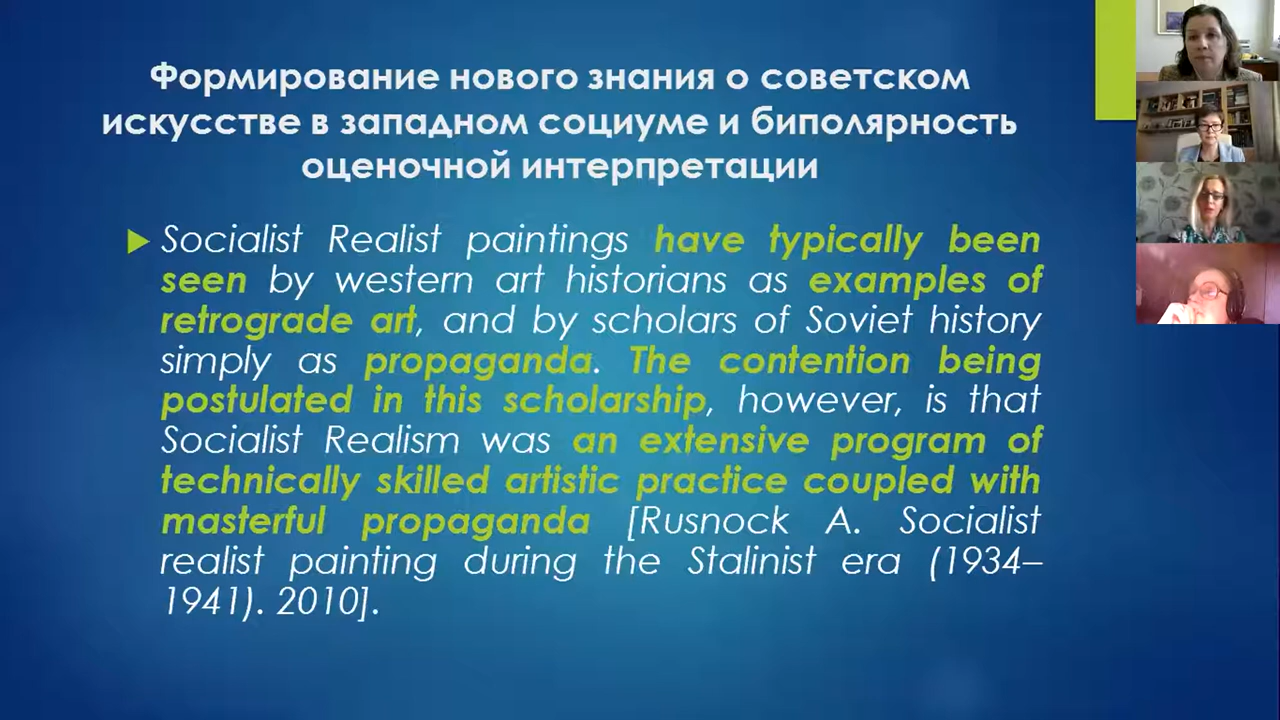 Формирование нового знания о советском
искусстве в западном социуме и биполярность
оценочной интерпретации
Socialist Realist paintings have typically been
seen by western art historians as examples of
retrograde art, and by scholars of Soviet history
simply as propaganda. The contention being
postulated in this scholarship, however, is that
Socialist Realism was an extensive program of
technically skilled artistic practice coupled with
masterful propaganda [Rusnock A. Socialist
realist painting during the Stalinist era (1934–
1941). 2010].